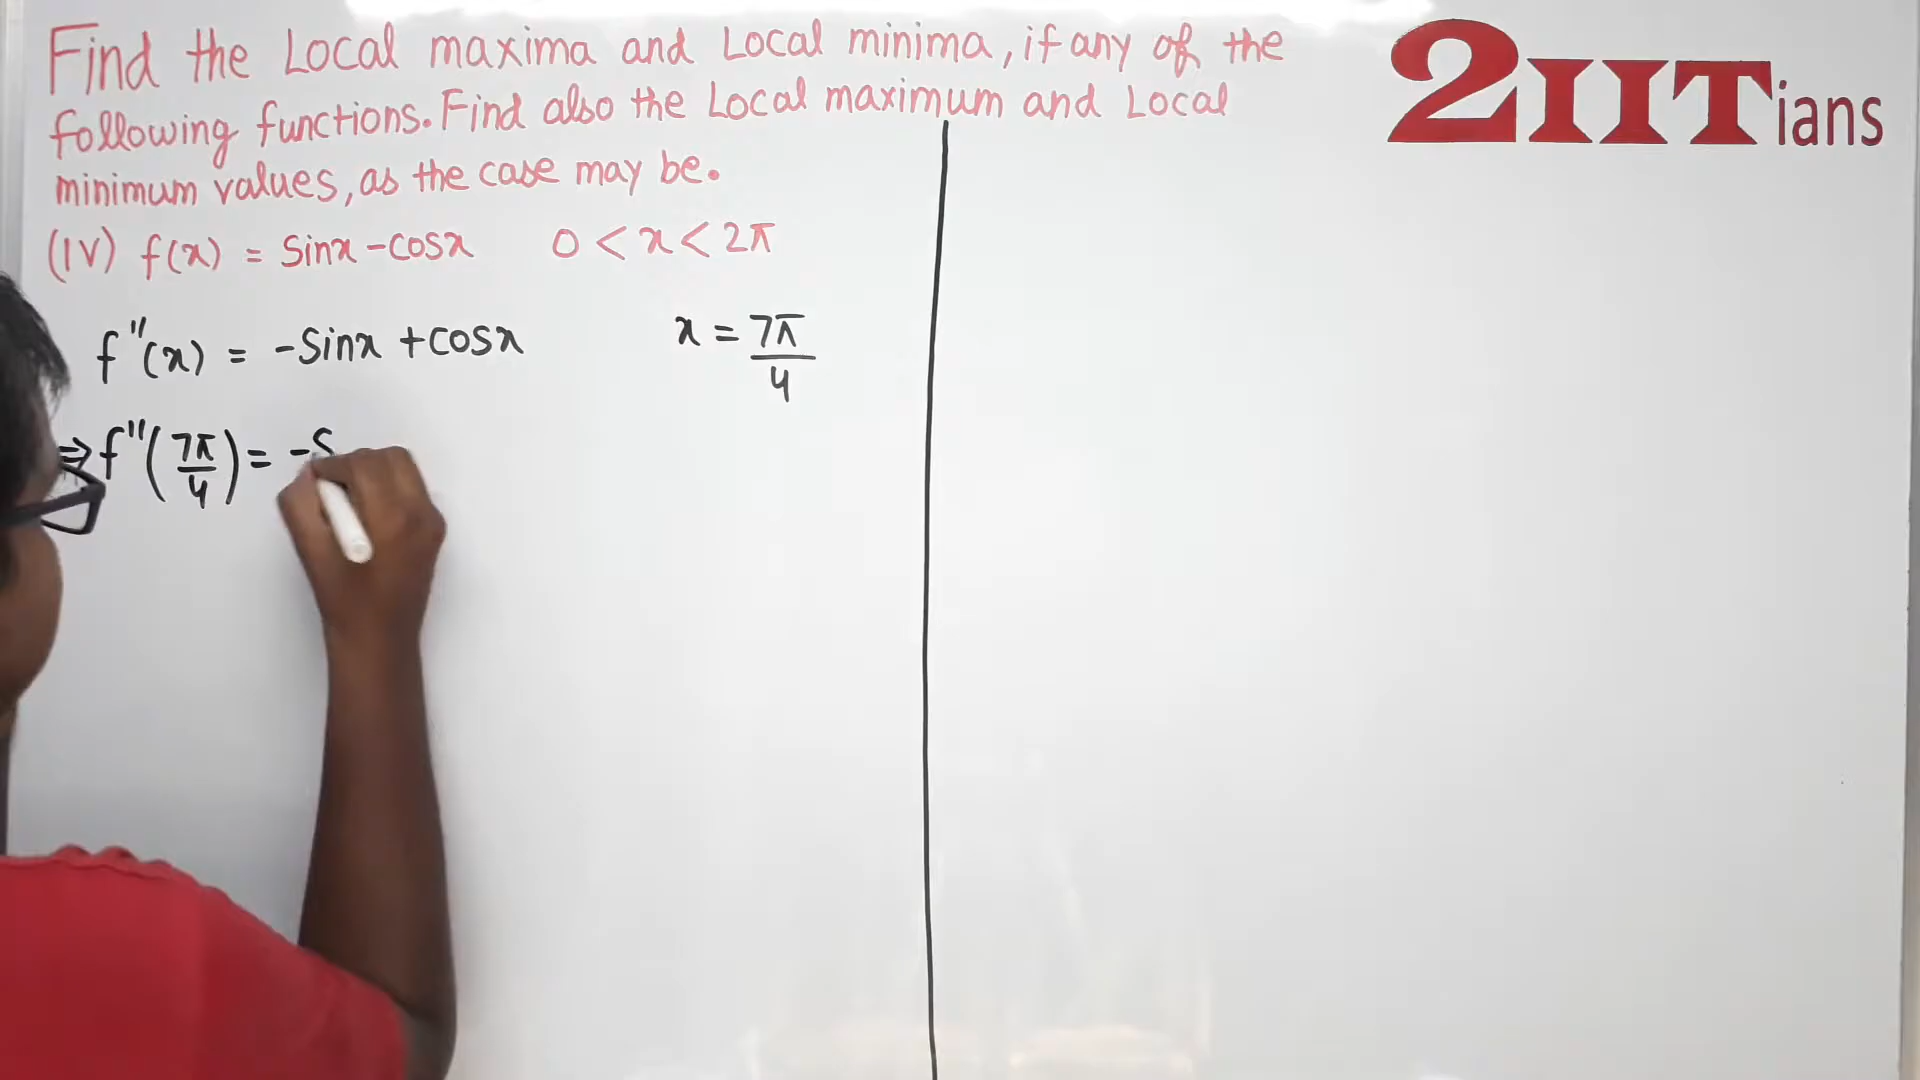 Find the Local maxima and Local minima, if any of the
following functions. Find also the Local maximum and Local
minimum values, as the case may be.
(IV) f(x) = Sinx - cosx 0 < x < 2π
f''(x) = -Sinx + cosx x = 7π/4
⇒ f''(7π/4) = -S
2IITians